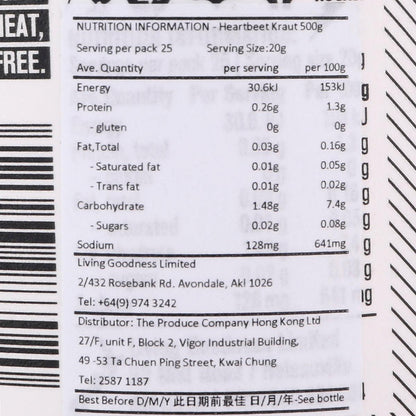 HEAT,
FREE.
NUTRITION INFORMATION - Heartbeet Kraut 500g
Serving per pack 25 Serving Size:20g
Ave. Quantity per serving per 100g
Energy 30.6kJ 153kJ
Protein 0.26g 1.3g
- gluten 0g 0g
Fat,Total 0.03g 0.16g
- Saturated fat 0.01g 0.05g
- Trans fat 0.01g 0.02g
Carbohydrate 1.48g 7.4g
- Sugars 0.02g 0.08g
Sodium 128mg 641mg
Living Goodness Limited
2/432 Rosebank Rd. Avondale, Akl 1026
Tel: +64(9) 974 3242
Distributor: The Produce Company Hong Kong Ltd
27/F, unit F, Block 2, Vigor Industrial Building,
49 -53 Ta Chuen Ping Street, Kwai Chung
Tel: 2587 1187
Best Before D/M/Y 此日期前最佳 日/月/年-See bottle